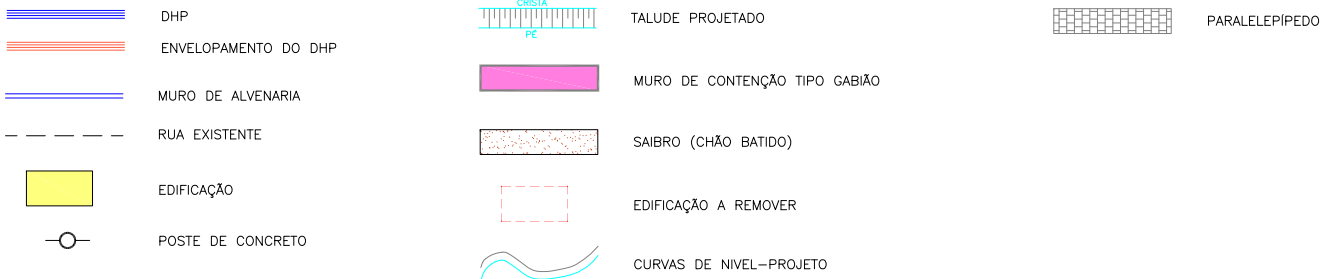 DHP
ENVELOPAMENTO DO DHP
MURO DE ALVENARIA
RUA EXISTENTE
EDIFICAÇÃO
POSTE DE CONCRETO
CRISTA
PÉ
TALUDE PROJETADO
MURO DE CONTENÇÃO TIPO GABIÃO
SAIBRO (CHÃO BATIDO)
EDIFICAÇÃO A REMOVER
CURVAS DE NIVEL-PROJETO
PARALELEPÍPEDO